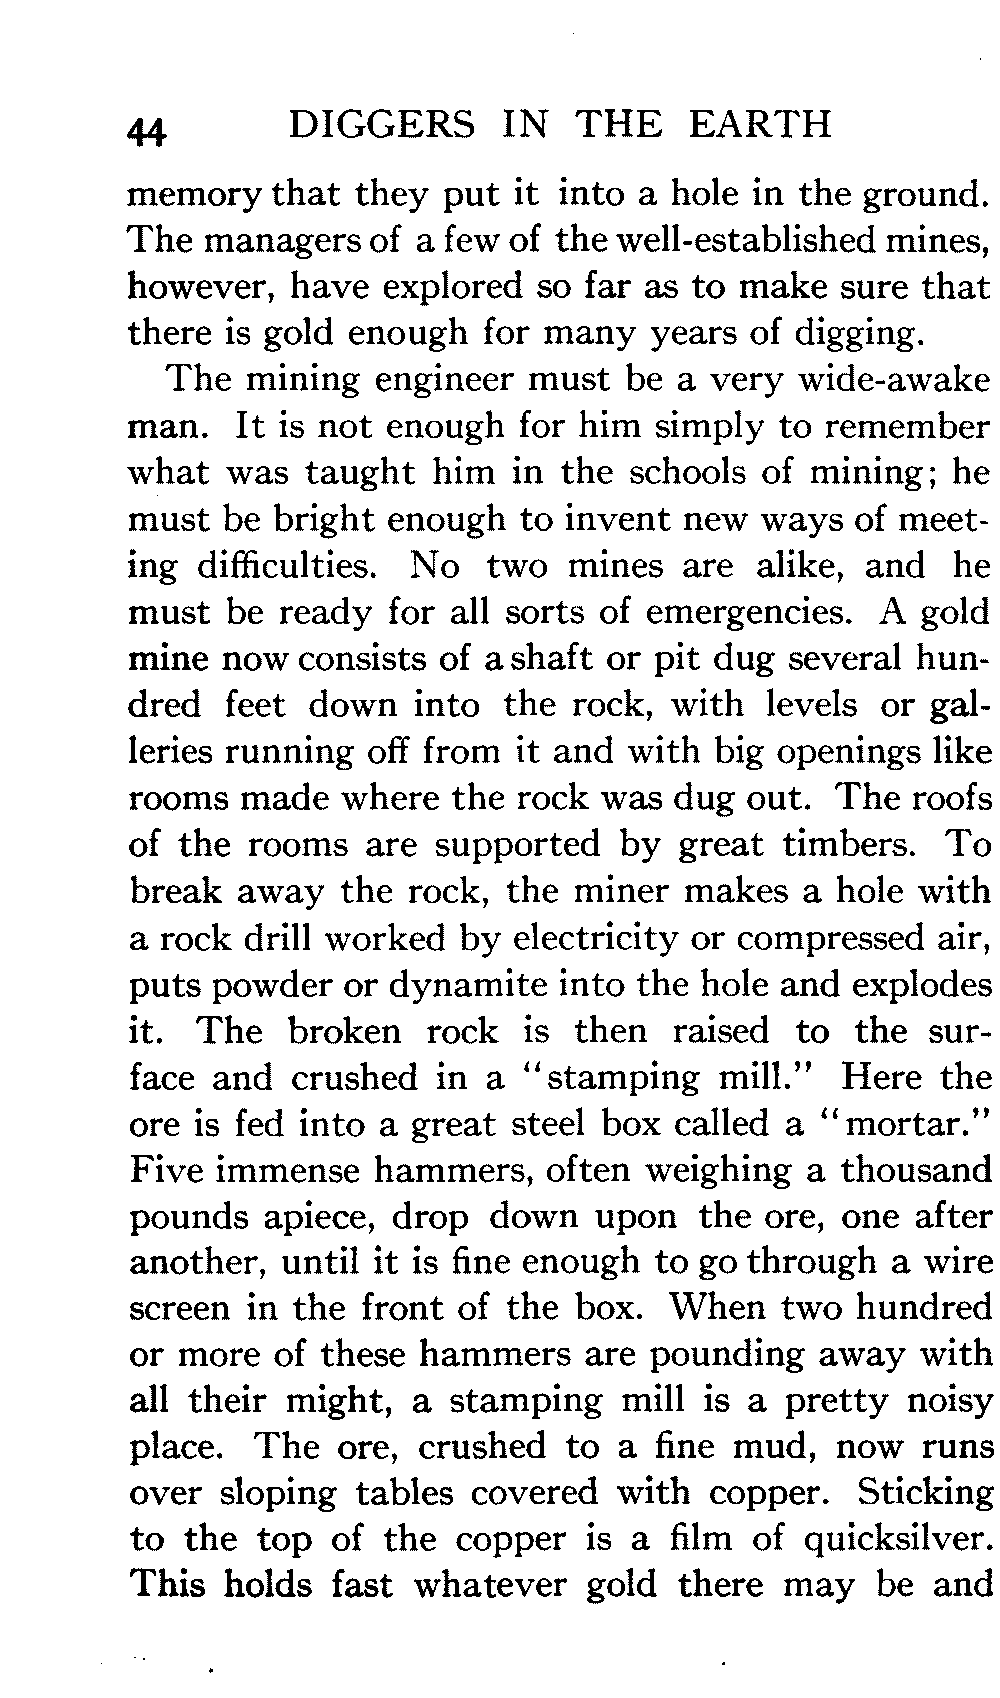 44 DIGGERS IN THE EARTH
memory that they put it into a hole in the ground.
The managers of a few of the well-established mines,
however, have explored so far as to make sure that
there is gold enough for many years of digging.
The mining engineer must be a very wide-awake
man. It is not enough for him simply to remember
what was taught him in the schools of mining; he
must be bright enough to invent new ways of meet-
ing difficulties. No two mines are alike, and he
must be ready for all sorts of emergencies. A gold
mine now consists of a shaft or pit dug several hun-
dred feet down into the rock, with levels or gal-
leries running off from it and with big openings like
rooms made where the rock was dug out. The roofs
of the rooms are supported by great timbers. To
break away the rock, the miner makes a hole with
a rock drill worked by electricity or compressed air,
puts powder or dynamite into the hole and explodes
it. The broken rock is then raised to the sur-
face and crushed in a "stamping mill." Here the
ore is fed into a great steel box called a "mortar."
Five immense hammers, often weighing a thousand
pounds apiece, drop down upon the ore, one after
another, until it is fine enough to go through a wire
screen in the front of the box. When two hundred
or more of these hammers are pounding away with
all their might, a stamping mill is a pretty noisy
place. The ore, crushed to a fine mud, now runs
over sloping tables covered with copper. Sticking
to the top of the copper is a film of quicksilver.
This holds fast whatever gold there may be and